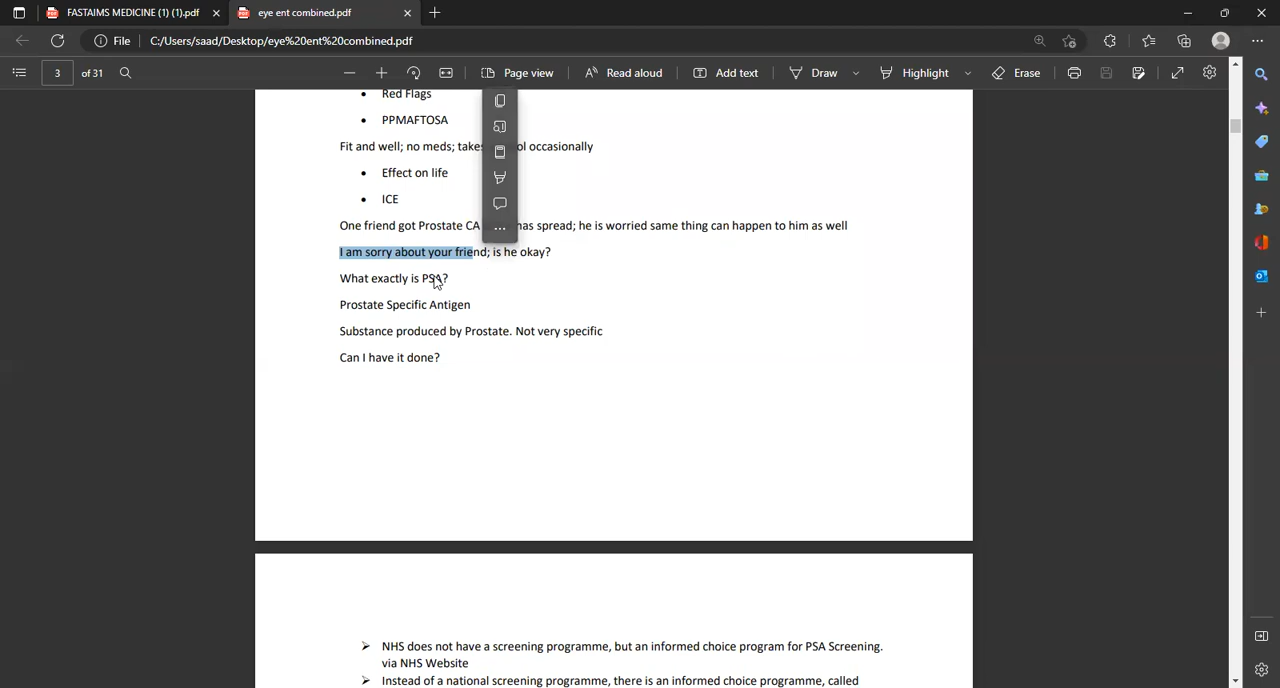 FASTAIMS MEDICINE (1) (1).pdf
eye ent combined.pdf
File
C:/Users/saad/Desktop/eye%20ent%20combined.pdf
3 of 31
Page view
Read aloud
Add text
Draw
Highlight
Erase
• Red Flags
• PPMAFTOSA
Fit and well; no meds; takes ol occasionally
• Effect on life
• ICE
One friend got Prostate CA has spread; he is worried same thing can happen to him as well
I am sorry about your friend; is he okay?
What exactly is PSA?
Prostate Specific Antigen
Substance produced by Prostate. Not very specific
Can I have it done?
➢ NHS does not have a screening programme, but an informed choice program for PSA Screening.
via NHS Website
➢ Instead of a national screening programme, there is an informed choice programme, called